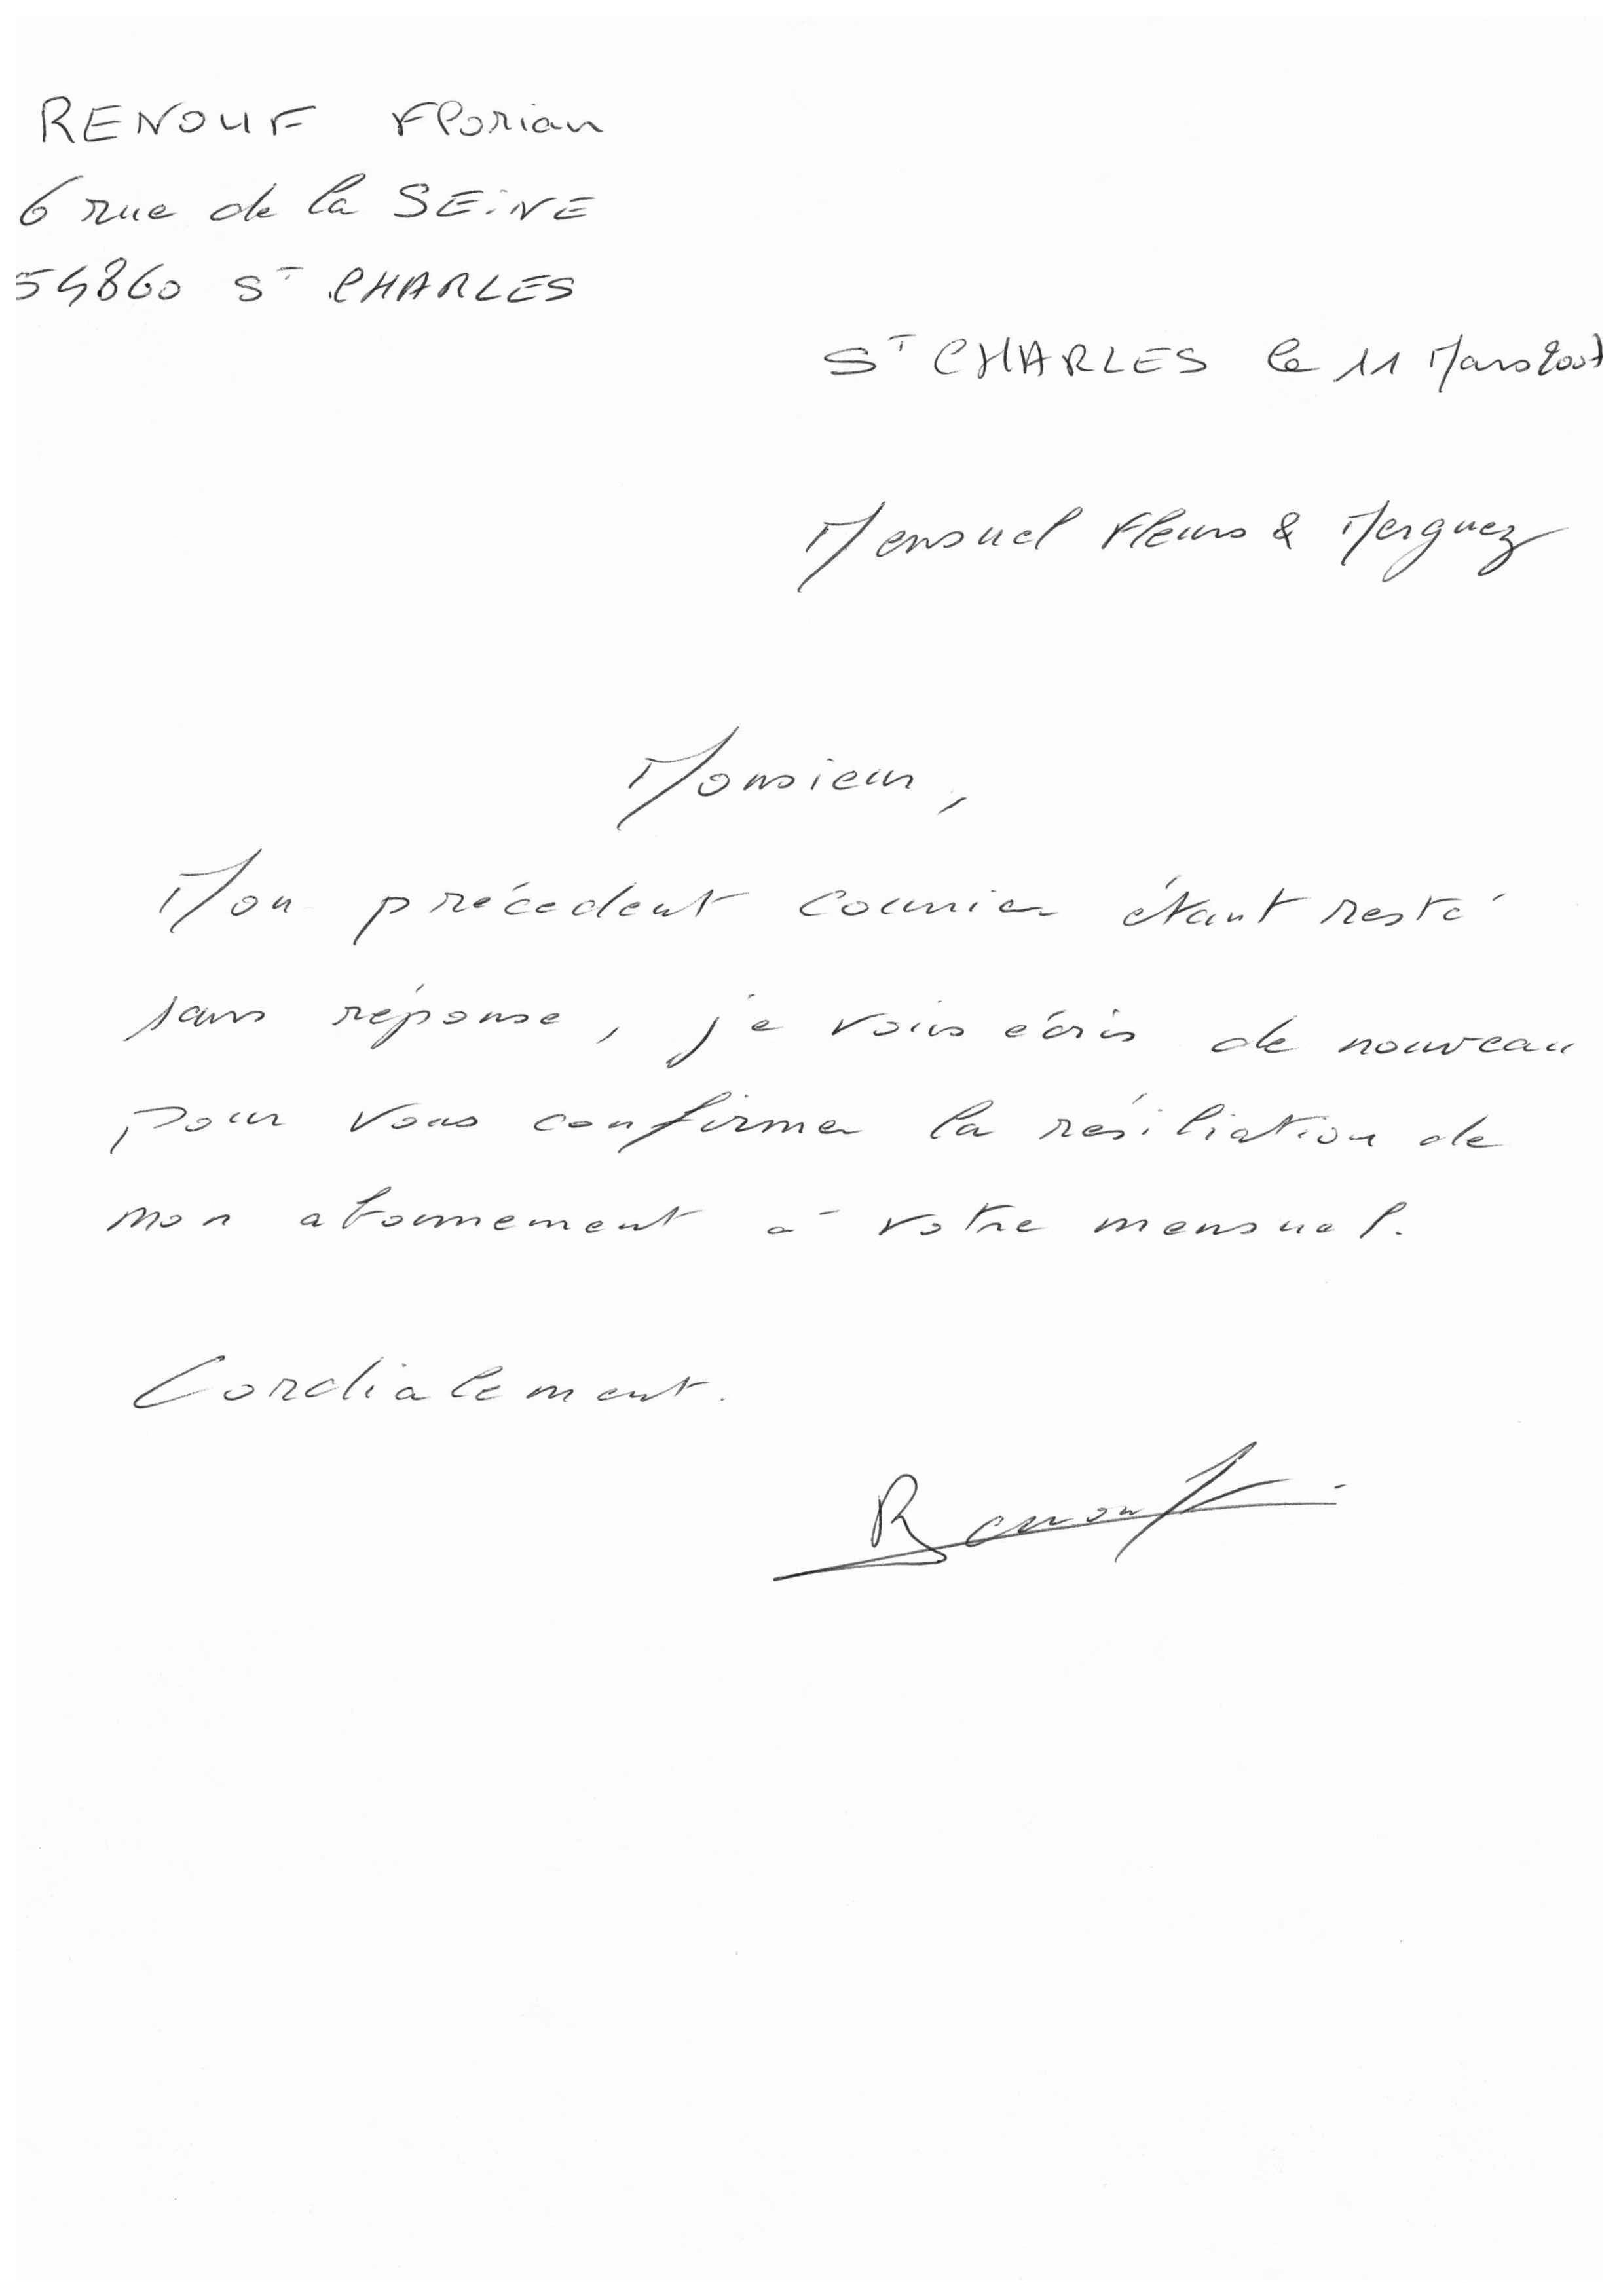 RENOUF Florian
6 rue de la SEINE
54860 ST CHARLES
ST CHARLES le 11 Mars 2007
Mensuel Fleurs & Merguez
Monsieur,
Mon précédent courrier étant resté
sans réponse, je vous écris de nouveau
pour vous confirmer la résiliation de
mon abonnement à votre mensuel.
Cordialement.
Renouf